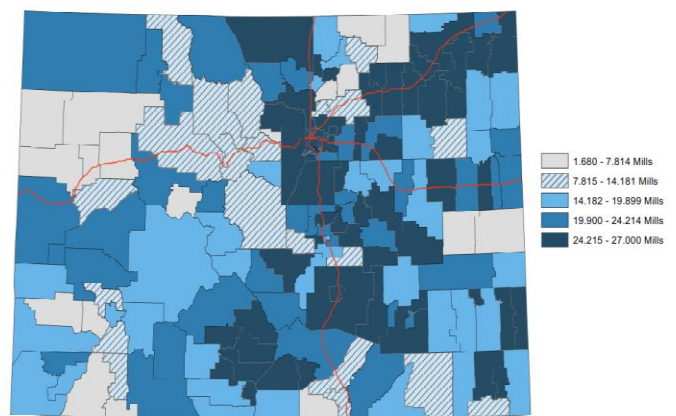 1.680 - 7.814 Mills
7.815 - 14.181 Mills
14.182 - 19.899 Mills
19.900 - 24.214 Mills
24.215 - 27.000 Mills